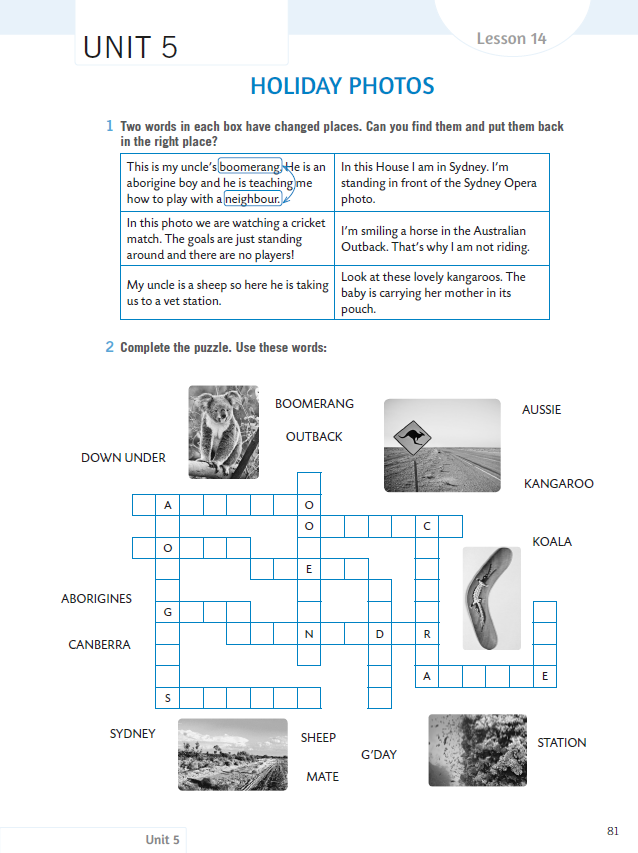 UNIT 5
Lesson 14
HOLIDAY PHOTOS
1 Two words in each box have changed places. Can you find them and put them back
in the right place?
This is my uncle's boomerang. He is an
aborigine boy and he is teaching me
how to play with a neighbour.
In this House I am in Sydney. I'm
standing in front of the Sydney Opera
photo.
In this photo we are watching a cricket
match. The goals are just standing
around and there are no players!
I'm smiling a horse in the Australian
Outback. That's why I am not riding.
My uncle is a sheep so here he is taking
us to a vet station.
Look at these lovely kangaroos. The
baby is carrying her mother in its
pouch.
2 Complete the puzzle. Use these words:
BOOMERANG
AUSSIE
OUTBACK
DOWN UNDER
KANGAROO
A O
O C
KOALA
O
E
ABORIGINES
G
N D R
CANBERRA
A E
S
SYDNEY
SHEEP
STATION
G'DAY
MATE
81
Unit 5